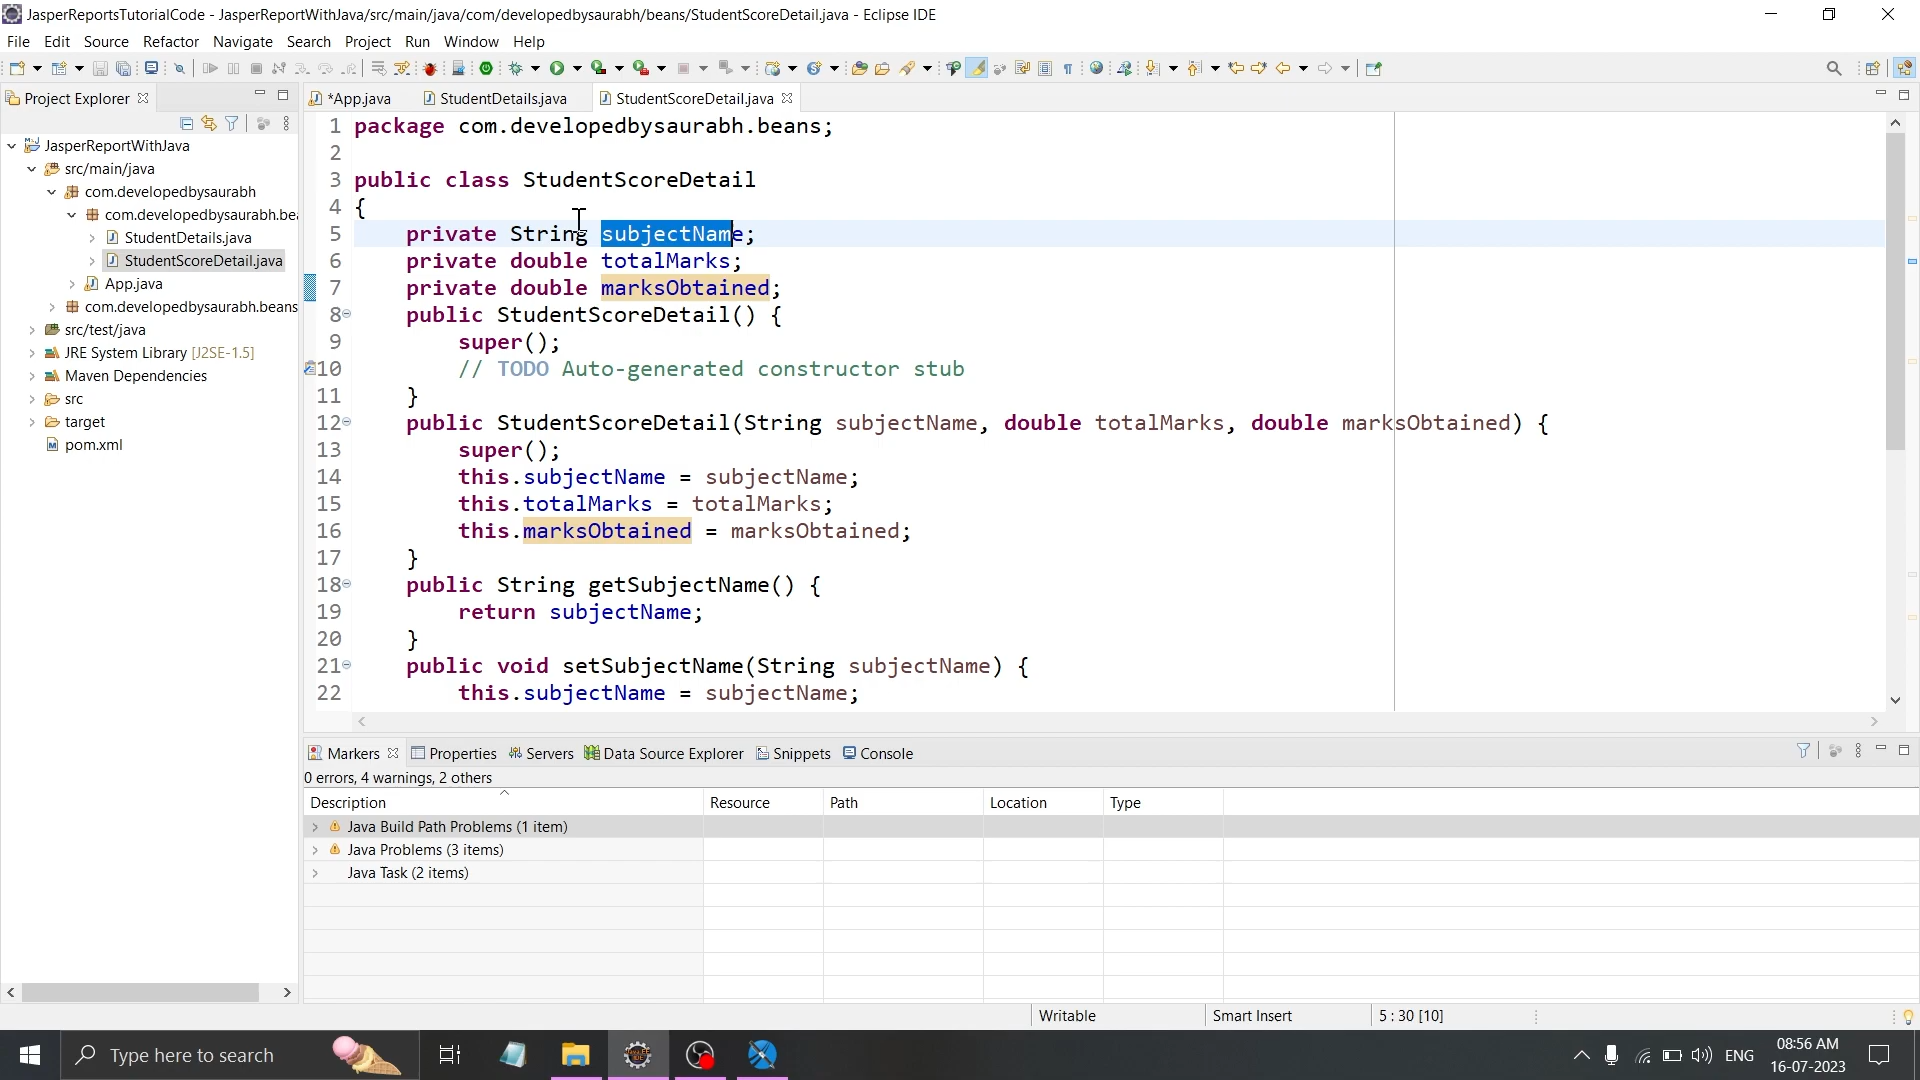 JasperReportsTutorialCode - JasperReportWithJava/src/main/java/com/developedbysaurabh/beans/StudentScoreDetail.java - Eclipse IDE
File Edit Source Refactor Navigate Search Project Run Window Help
Project Explorer
*App.java StudentDetails.java StudentScoreDetail.java
JasperReportWithJava
src/main/java
com.developedbysaurabh
com.developedbysaurabh.bea
StudentDetails.java
StudentScoreDetail.java
App.java
com.developedbysaurabh.beans
src/test/java
JRE System Library [J2SE-1.5]
Maven Dependencies
src
target
pom.xml
1 package com.developedbysaurabh.beans;
2
3 public class StudentScoreDetail
4 {
5 private String subjectName;
6 private double totalMarks;
7 private double marksObtained;
8 public StudentScoreDetail() {
9 super();
10 // TODO Auto-generated constructor stub
11 }
12 public StudentScoreDetail(String subjectName, double totalMarks, double marksObtained) {
13 super();
14 this.subjectName = subjectName;
15 this.totalMarks = totalMarks;
16 this.marksObtained = marksObtained;
17 }
18 public String getSubjectName() {
19 return subjectName;
20 }
21 public void setSubjectName(String subjectName) {
22 this.subjectName = subjectName;
Markers Properties Servers Data Source Explorer Snippets Console
0 errors, 4 warnings, 2 others
Description Resource Path Location Type
Java Build Path Problems (1 item)
Java Problems (3 items)
Java Task (2 items)
Writable Smart Insert 5 : 30 [10]
Type here to search
ENG
08:56 AM
16-07-2023